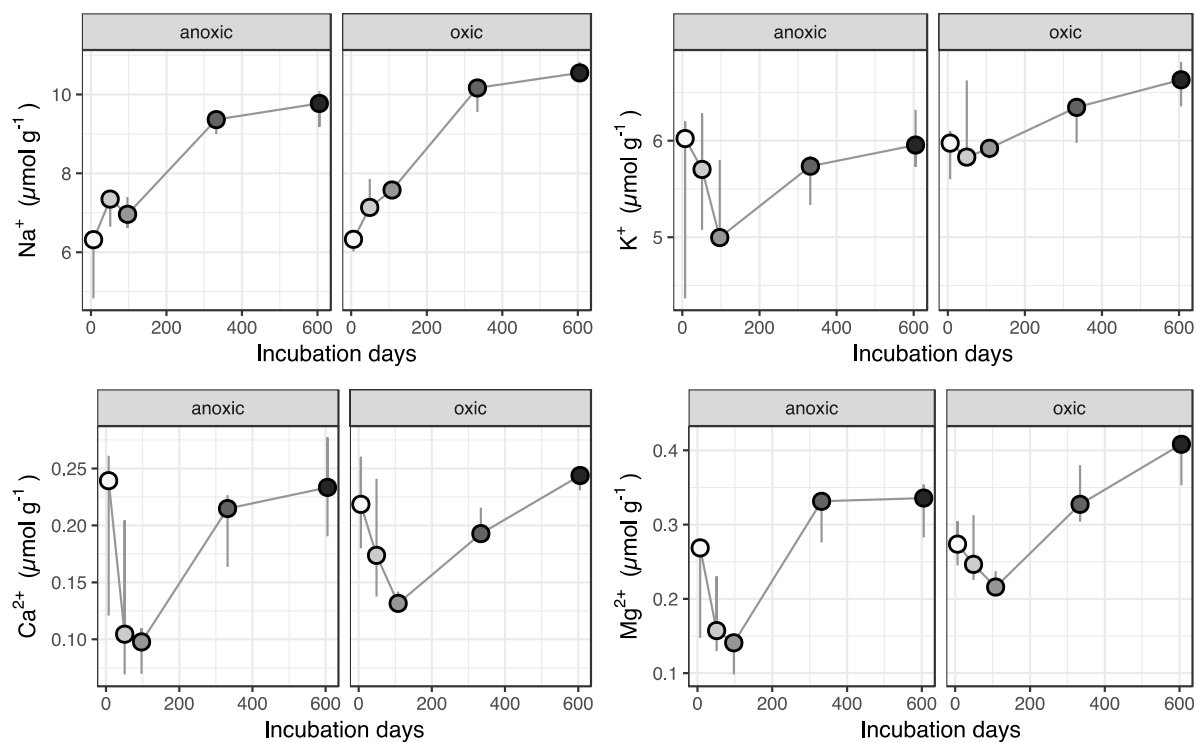 anoxic oxic
Na+ (μmol g-1)
10
8
6
0 200 400 600 0 200 400 600
Incubation days
anoxic oxic
K+ (μmol g-1)
6
5
0 200 400 600 0 200 400 600
Incubation days
anoxic oxic
Ca2+ (μmol g-1)
0.25
0.20
0.15
0.10
0 200 400 600 0 200 400 600
Incubation days
anoxic oxic
Mg2+ (μmol g-1)
0.4
0.3
0.2
0.1
0 200 400 600 0 200 400 600
Incubation days